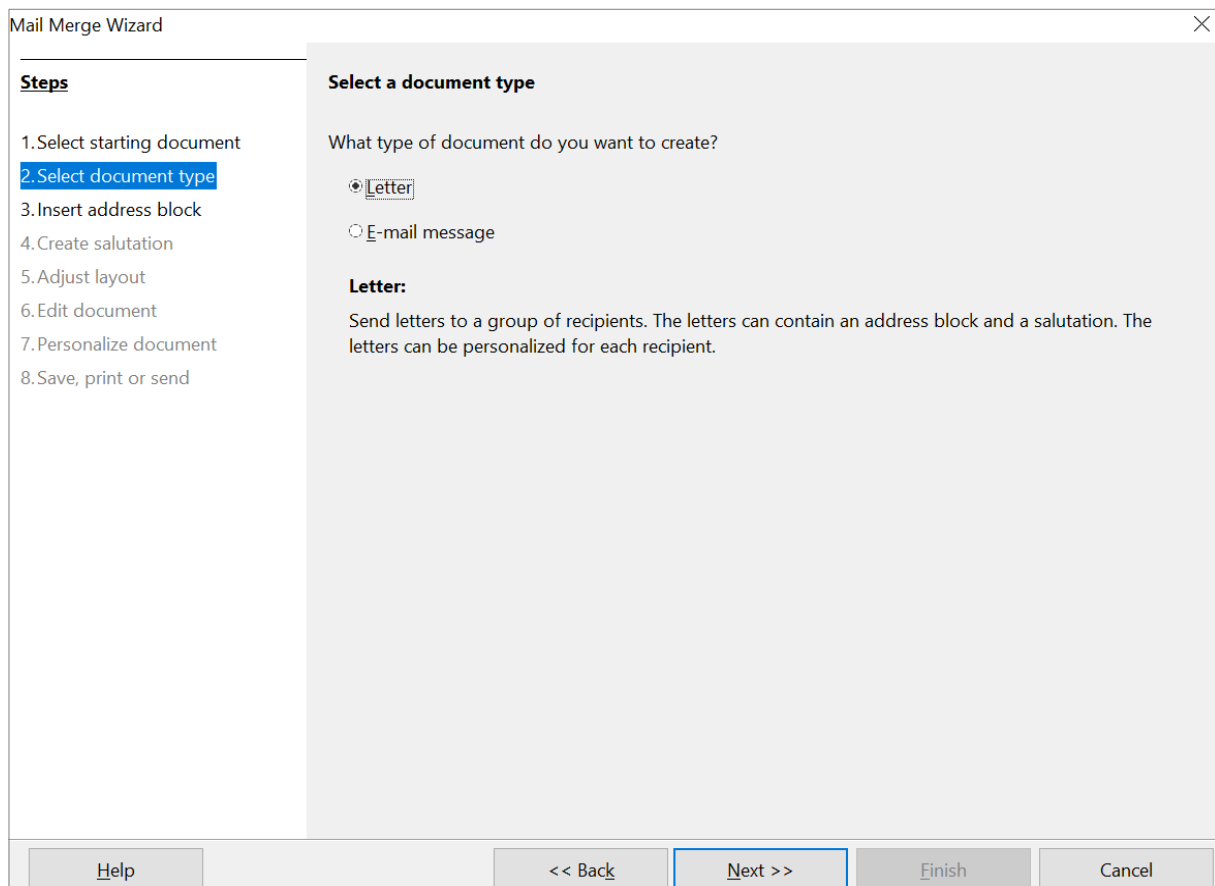 Mail Merge Wizard
Steps
1.Select starting document
2.Select document type
3.Insert address block
4.Create salutation
5.Adjust layout
6.Edit document
7.Personalize document
8.Save, print or send
Select a document type
What type of document do you want to create?
Letter
E-mail message
Letter:
Send letters to a group of recipients. The letters can contain an address block and a salutation. The
letters can be personalized for each recipient.
Help
<< Back
Next >>
Finish
Cancel